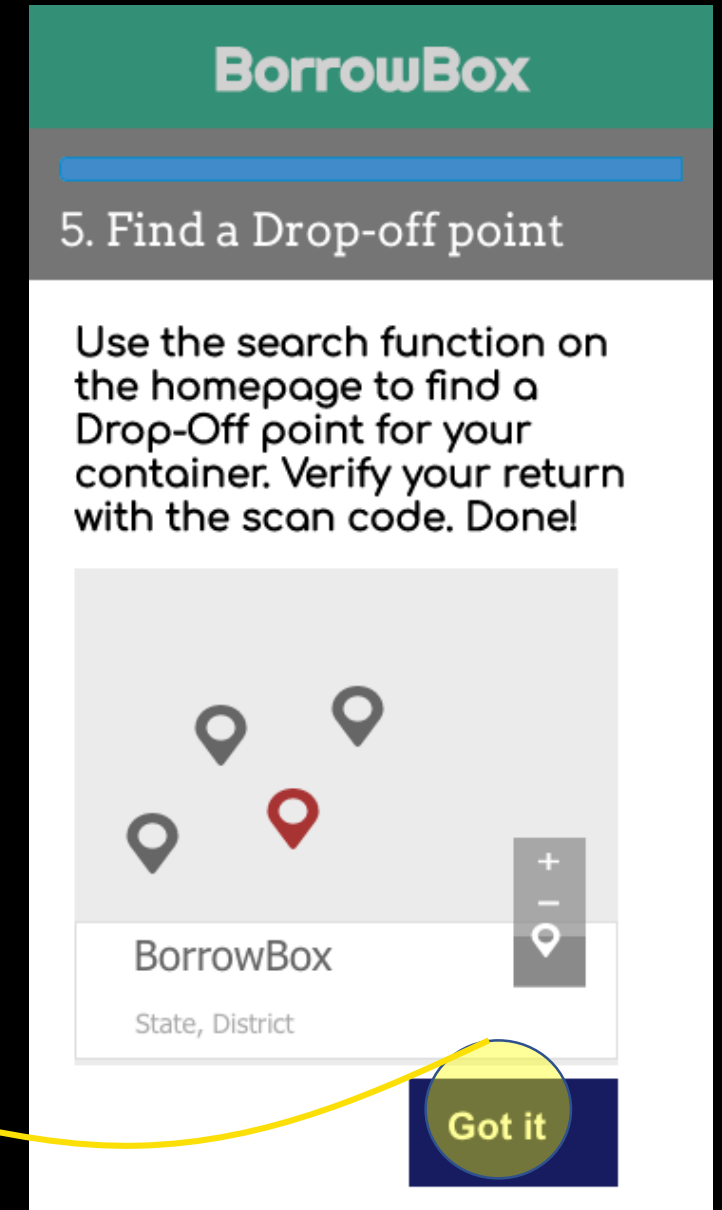 BorrowBox
5. Find a Drop-off point
Use the search function on
the homepage to find a
Drop-Off point for your
container. Verify your return
with the scan code. Done!
+
−
BorrowBox
State, District
Got it